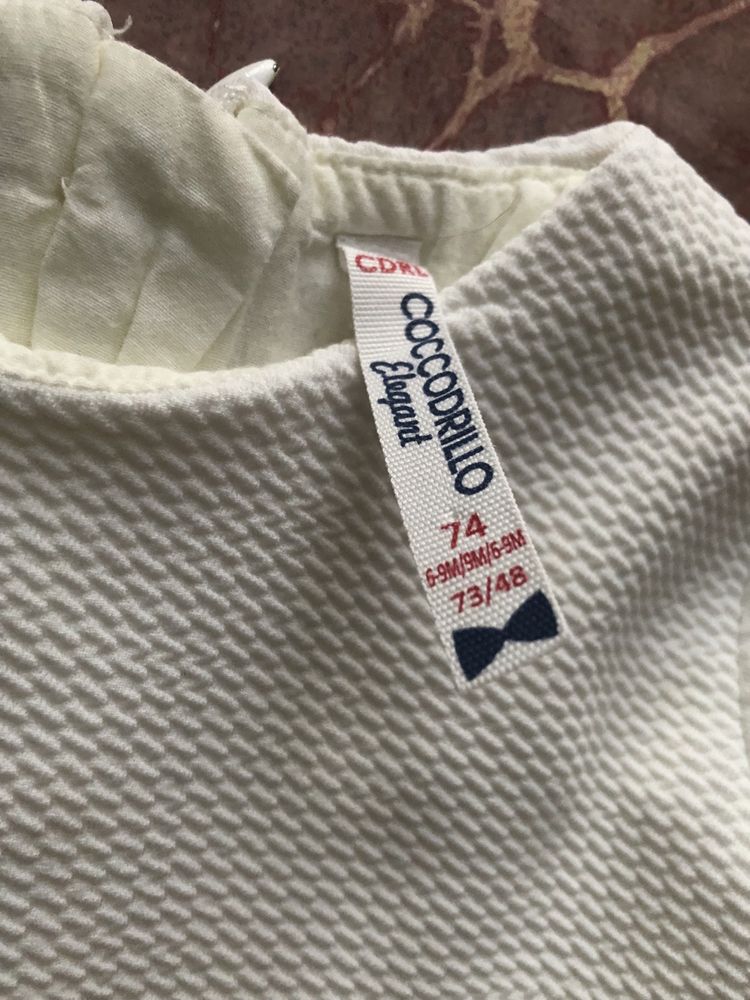 CDRL
COCCODRILLO
Elegant
74
6-9M/9M/6-9M
73/48